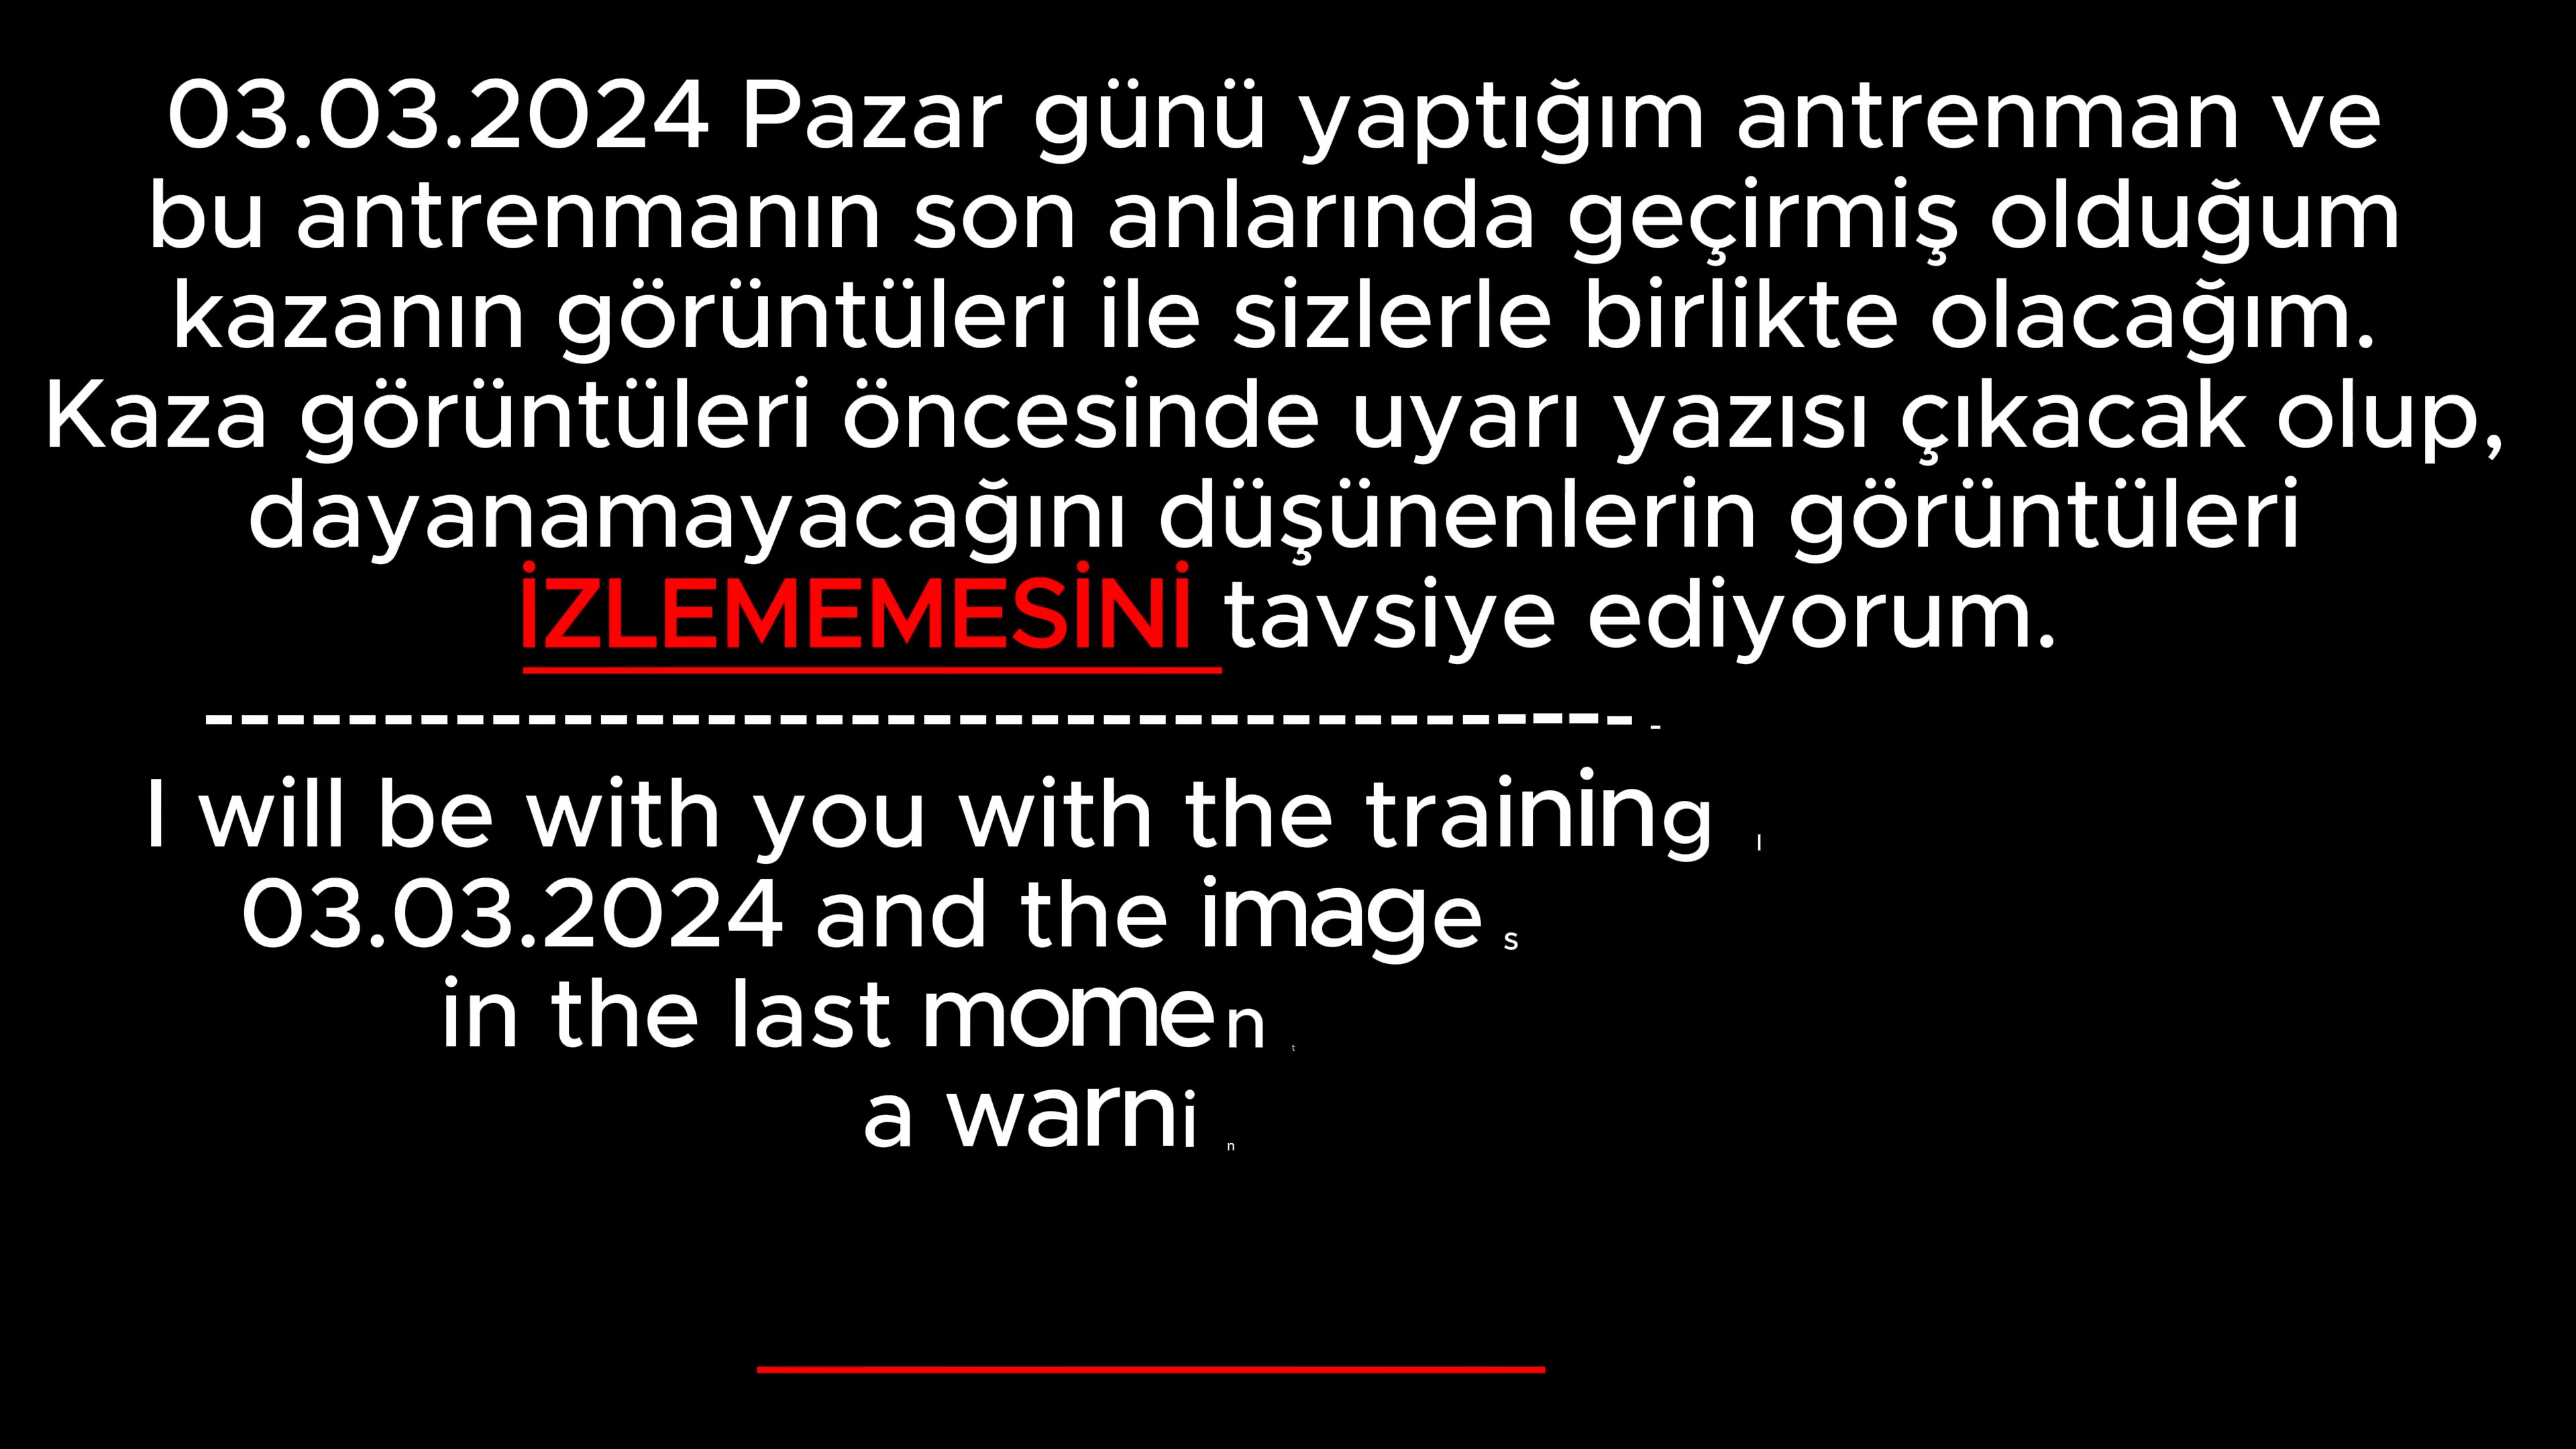 03.03.2024 Pazar günü yaptığım antrenman ve
bu antrenmanın son anlarında geçirmiş olduğum
kazanın görüntüleri ile sizlerle birlikte olacağım.
Kaza görüntüleri öncesinde uyarı yazısı çıkacak olup,
dayanamayacağını düşünenlerin görüntüleri
İZLEMEMESİNİ tavsiye ediyorum.
-----------------------------------------
I will be with you with the training I
03.03.2024 and the images
in the last moment
a warnin